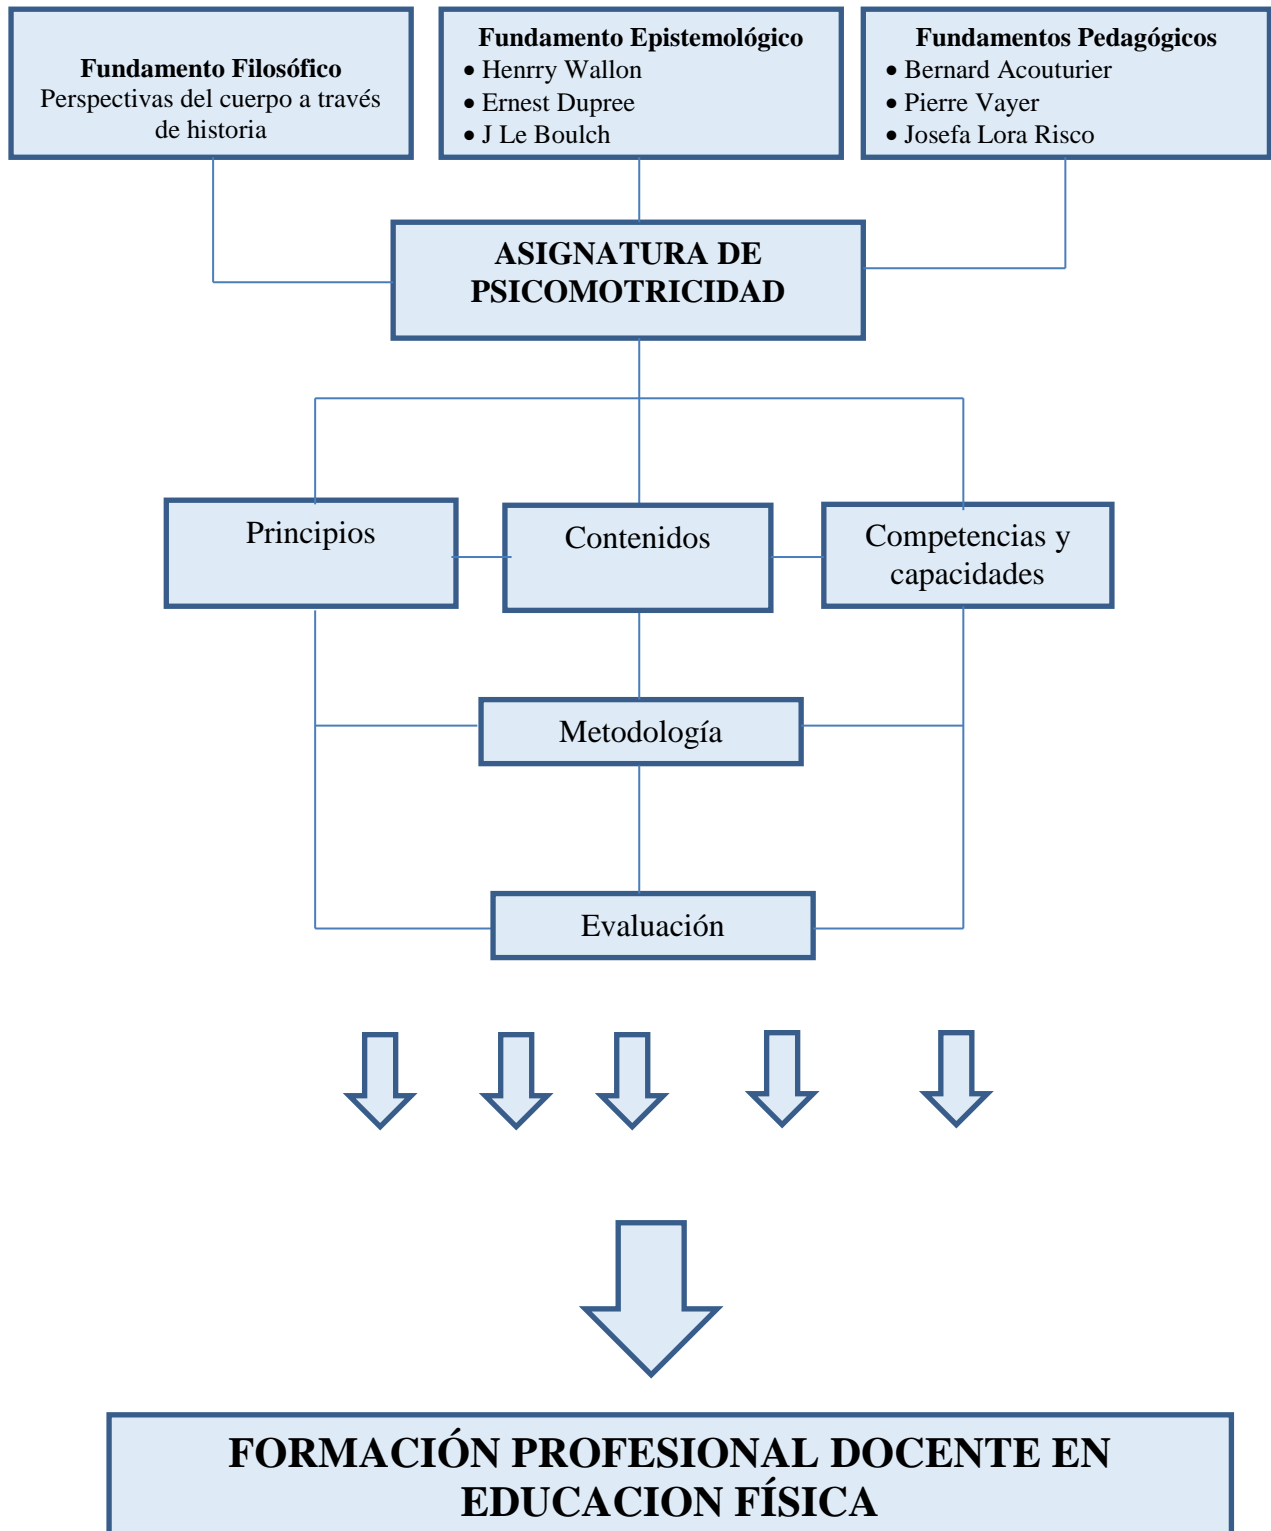 Fundamento Filosófico
Perspectivas del cuerpo a través
de historia
Fundamento Epistemológico
• Henrry Wallon
• Ernest Dupree
• J Le Boulch
Fundamentos Pedagógicos
• Bernard Acouturier
• Pierre Vayer
• Josefa Lora Risco
ASIGNATURA DE
PSICOMOTRICIDAD
Principios
Contenidos
Competencias y
capacidades
Metodología
Evaluación
FORMACIÓN PROFESIONAL DOCENTE EN
EDUCACION FÍSICA